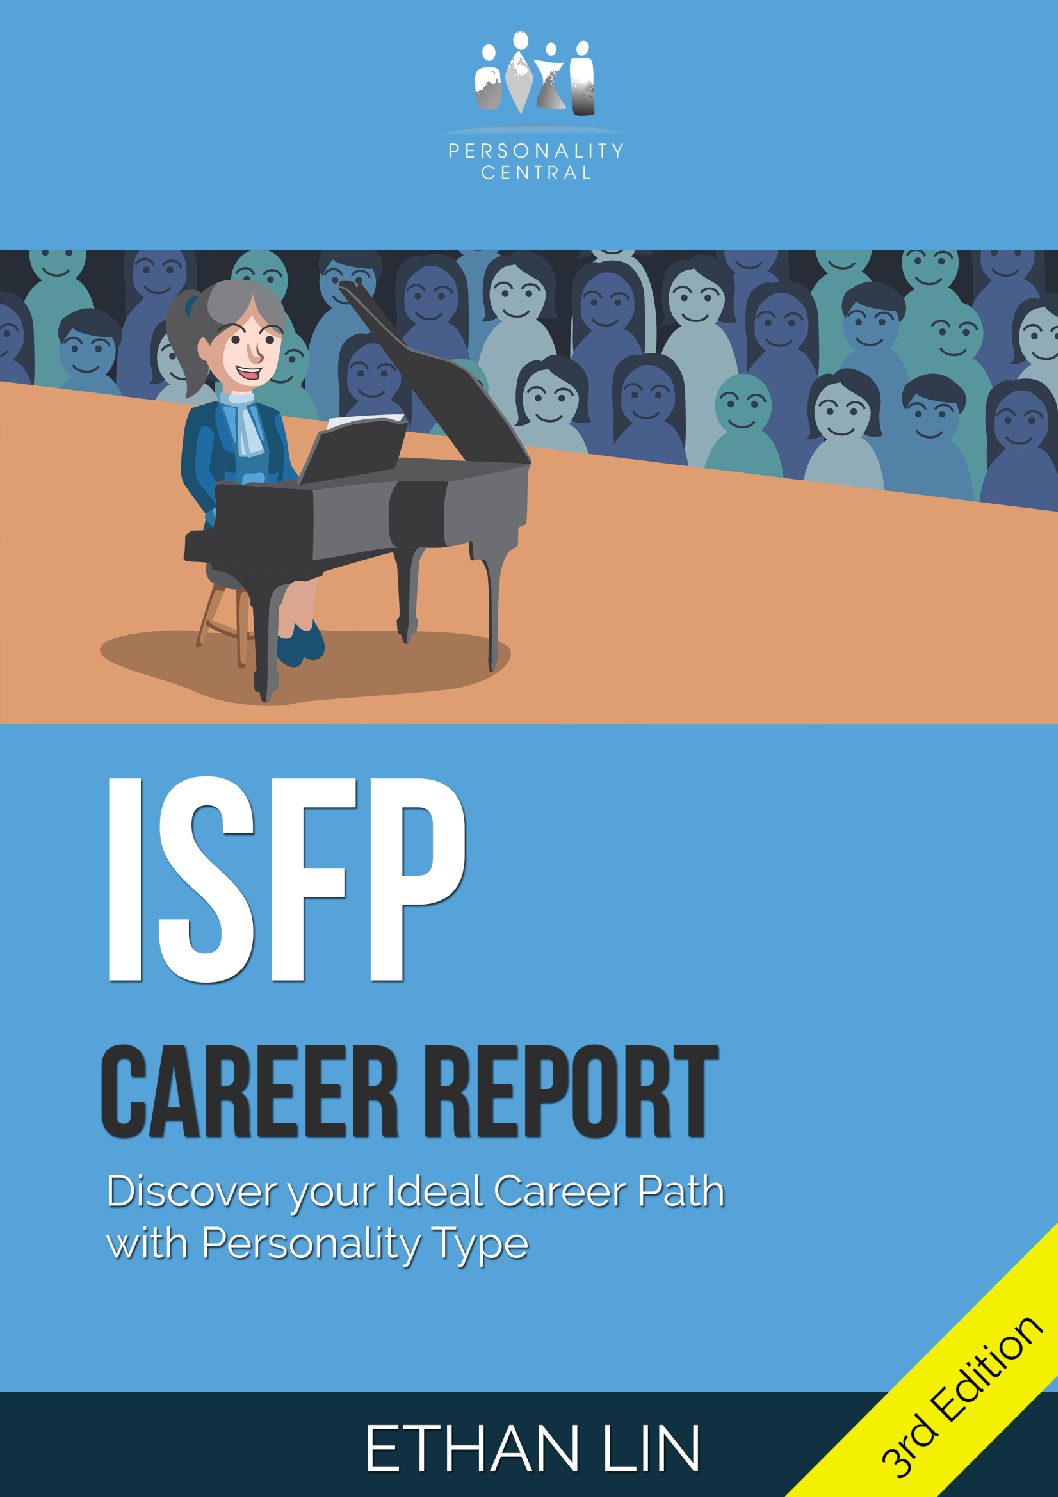 PERSONALITY
CENTRAL
ISFP
CAREER REPORT
Discover your Ideal Career Path
with Personality Type
3rd Edition
ETHAN LIN